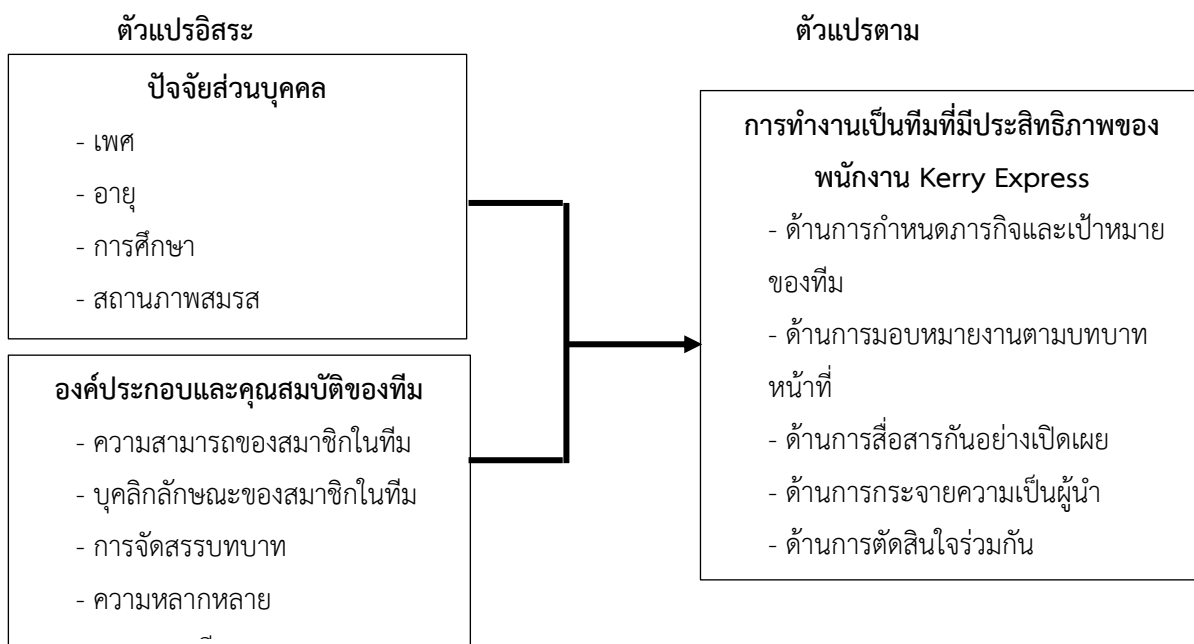 ตัวแปรอิสระ
ปัจจัยส่วนบุคคล
- เพศ
- อายุ
- การศึกษา
- สถานภาพสมรส
องค์ประกอบและคุณสมบัติของทีม
- ความสามารถของสมาชิกในทีม
- บุคลิกลักษณะของสมาชิกในทีม
- การจัดสรรบทบาท
- ความหลากหลาย
ตัวแปรตาม
การทำงานเป็นทีมที่มีประสิทธิภาพของ
พนักงาน Kerry Express
- ด้านการกำหนดภารกิจและเป้าหมาย
ของทีม
- ด้านการมอบหมายงานตามบทบาท
หน้าที่
- ด้านการสื่อสารกันอย่างเปิดเผย
- ด้านการกระจายความเป็นผู้นำ
- ด้านการตัดสินใจร่วมกัน